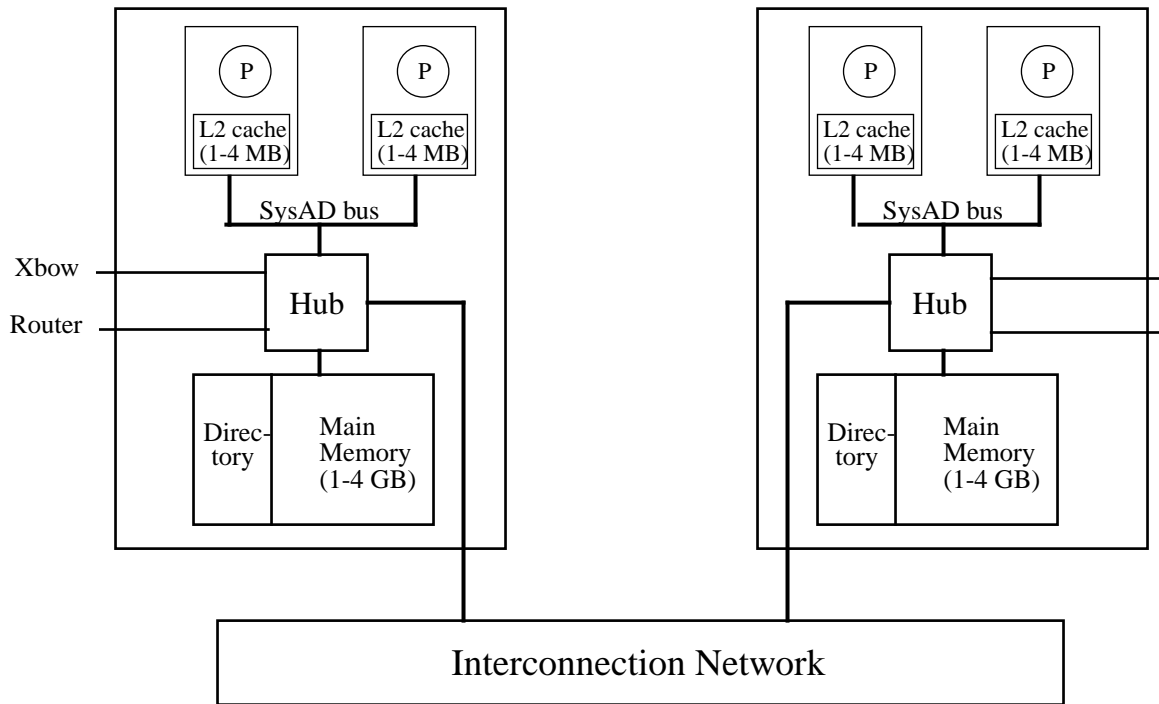 P
P
P
P
L2 cache
(1-4 MB)
L2 cache
(1-4 MB)
L2 cache
(1-4 MB)
L2 cache
(1-4 MB)
SysAD bus
SysAD bus
Xbow
Router
Hub
Hub
Direc-
tory
Main
Memory
(1-4 GB)
Direc-
tory
Main
Memory
(1-4 GB)
Interconnection Network